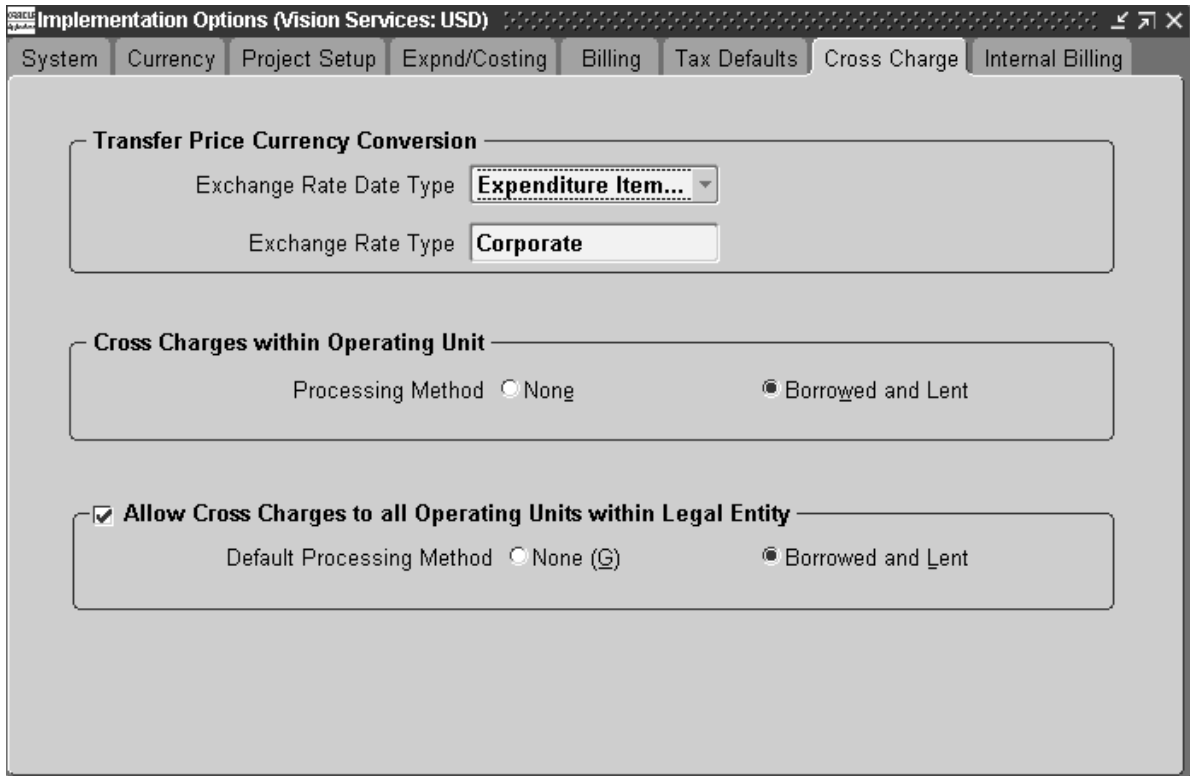 Implementation Options (Vision Services: USD)
System Currency Project Setup Expnd/Costing Billing Tax Defaults Cross Charge Internal Billing
Transfer Price Currency Conversion
Exchange Rate Date Type Expenditure Item...
Exchange Rate Type Corporate
Cross Charges within Operating Unit
Processing Method None Borrowed and Lent
Allow Cross Charges to all Operating Units within Legal Entity
Default Processing Method None (G) Borrowed and Lent